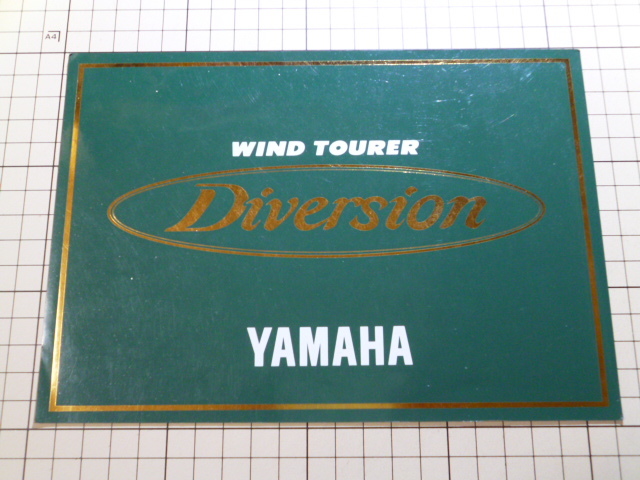 A4
WIND TOURER
Diversion
YAMAHA